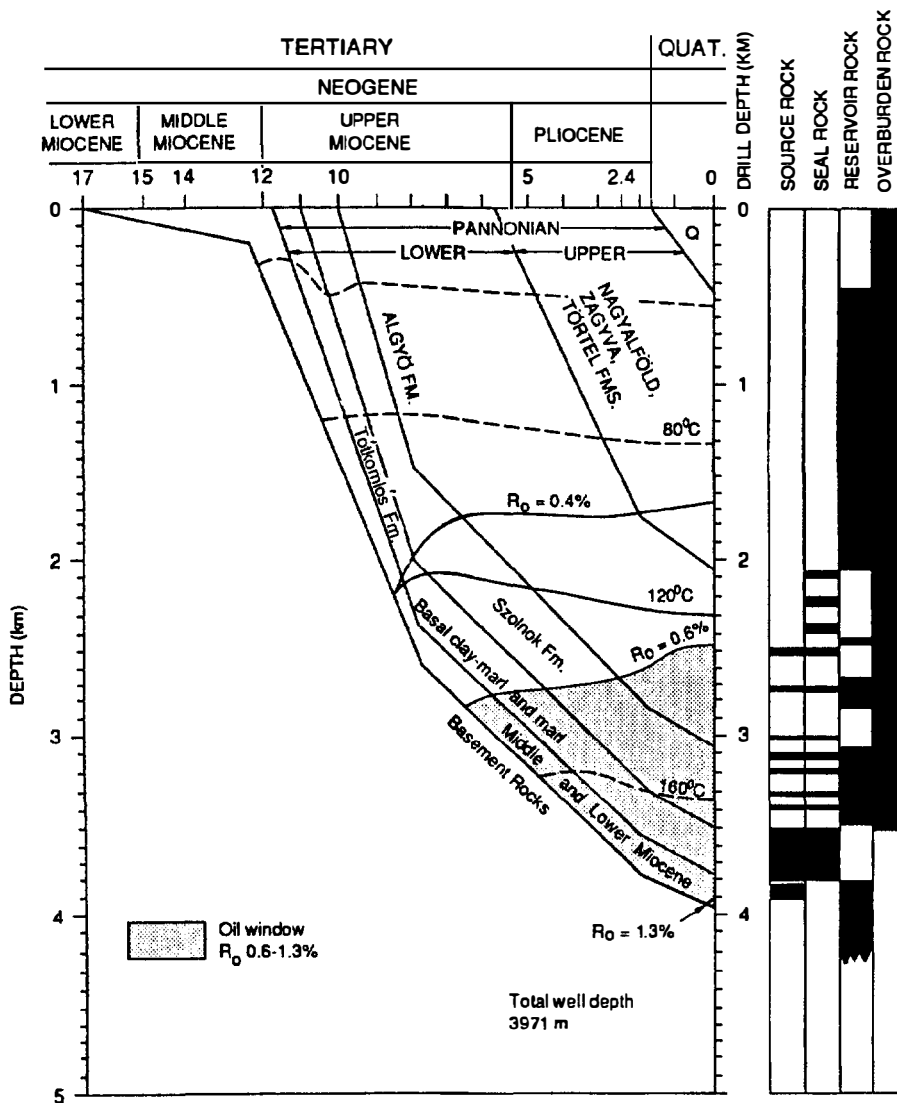 TERTIARY
QUAT.
NEOGENE
LOWER
MIOCENE
MIDDLE
MIOCENE
UPPER
MIOCENE
PLIOCENE
17 15 14 12 10 5 2.4 0
DRILL DEPTH (KM)
SOURCE ROCK
SEAL ROCK
RESERVOIR ROCK
OVERBURDEN ROCK
0
1
2
3
4
5
DEPTH (km)
0
1
2
3
4
PANNONIAN
Q
LOWER
UPPER
ALGYŐ FM.
NAGYALFÖLD,
ZAGYVA,
TÖRTEL FMS.
80°C
Tótkomlós Fm.
R₀ = 0.4%
120°C
Szolnok Fm.
R₀ = 0.6%
Basal clay-marl and marl
Middle and Lower Miocene
Basement Rocks
160°C
R₀ = 1.3%
Oil window
R₀ 0.6-1.3%
Total well depth
3971 m